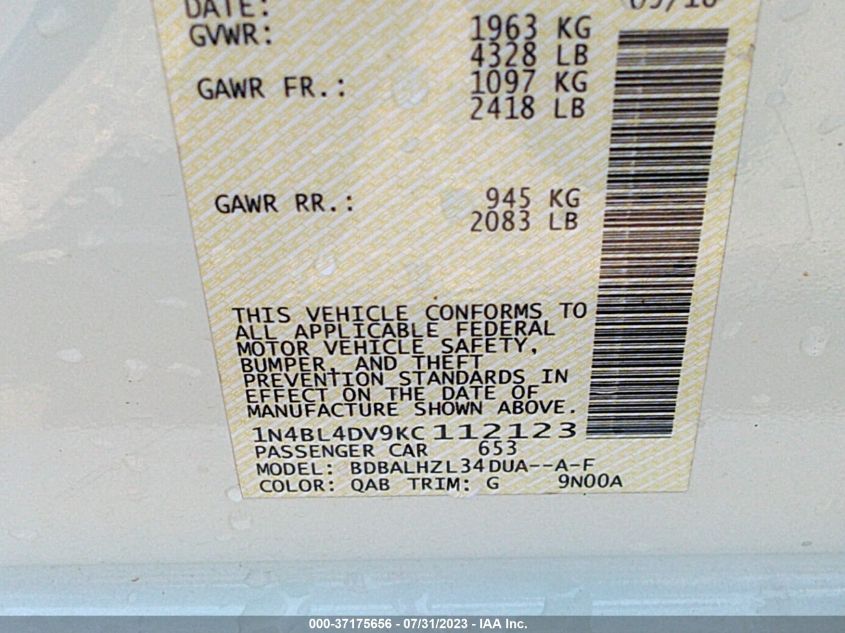 DATE: 09/18
GVWR: 1963 KG
4328 LB
GAWR FR.: 1097 KG
2418 LB
GAWR RR.: 945 KG
2083 LB
THIS VEHICLE CONFORMS TO
ALL APPLICABLE FEDERAL
MOTOR VEHICLE SAFETY,
BUMPER, AND THEFT
PREVENTION STANDARDS IN
EFFECT ON THE DATE OF
MANUFACTURE SHOWN ABOVE.
1N4BL4DV9KC112123
PASSENGER CAR 653
MODEL: BDBALHZL34DUA--A-F
COLOR: QAB TRIM: G 9N00A
000-37175656 - 07/31/2023 - IAA Inc.